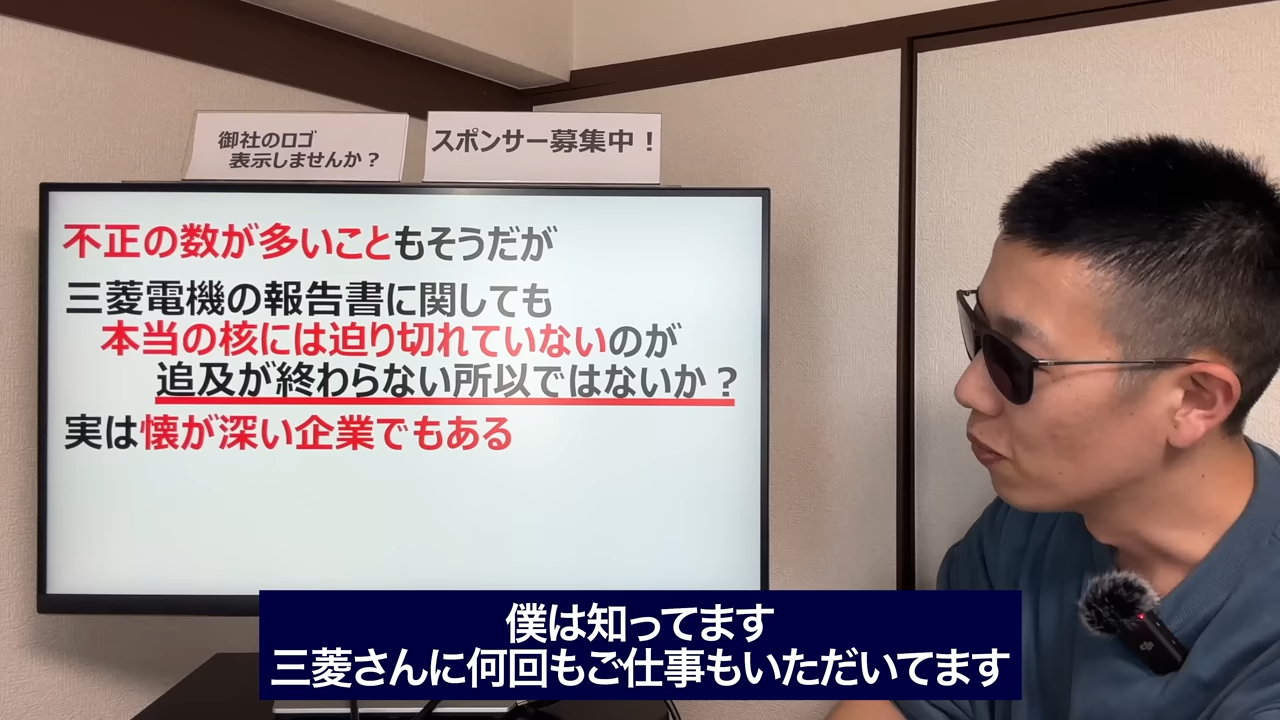 御社のロゴ
表示しませんか？
スポンサー募集中！
不正の数が多いこともそうだが
三菱電機の報告書に関しても
本当の核には迫り切れていないのが
追及が終わらない所以ではないか？
実は懐が深い企業でもある
僕は知ってます
三菱さんに何回もご仕事もいただいてます